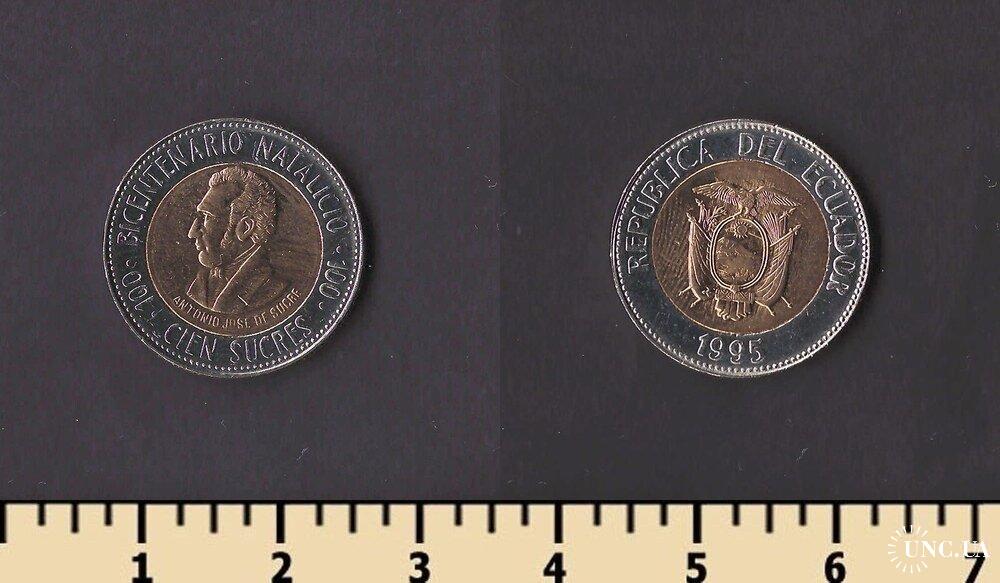 BICENTENARIO NATALICIO
100
100
ANTONIO JOSE DE SUCRE
CIEN SUCRES
REPUBLICA DEL ECUADOR
1995
1 2 3 4 5 6 7
UNC.UA